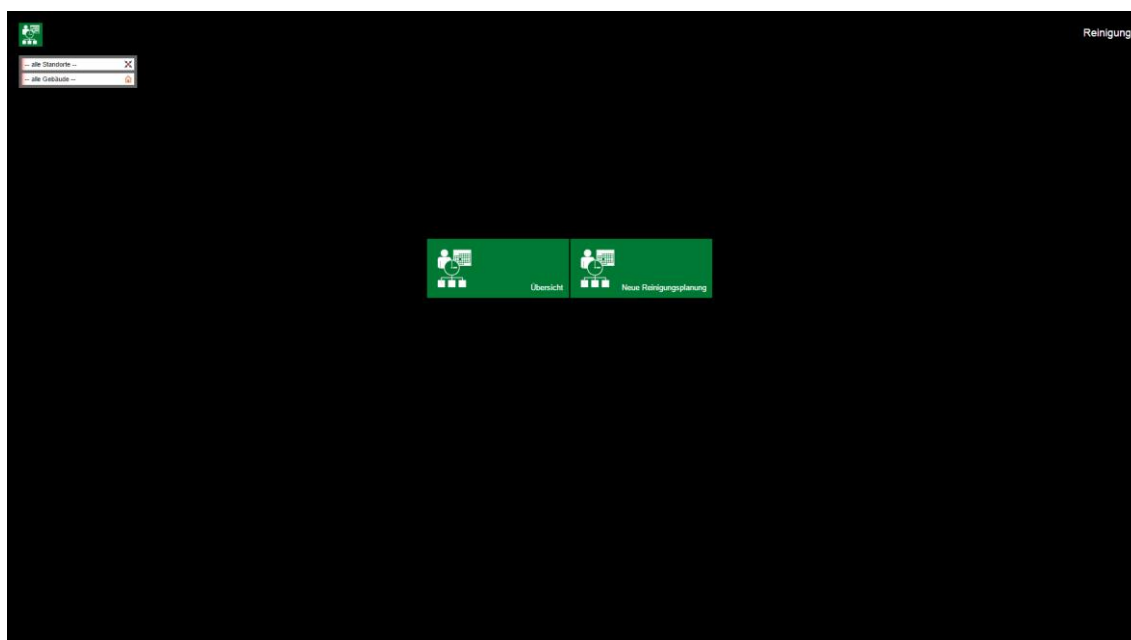 Reinigung
-- alle Standorte --
-- alle Gebäude --
Übersicht
Neue Reinigungsplanung